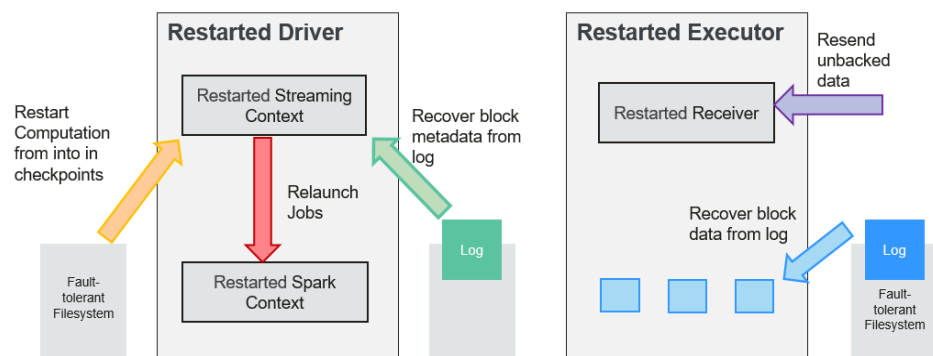 Restarted Driver
Restarted Streaming
Context
Restart
Computation
from into in
checkpoints
Recover block
metadata from
log
Relaunch
Jobs
Log
Fault-
tolerant
Filesystem
Restarted Spark
Context
Restarted Executor
Resend
unbacked
data
Restarted Receiver
Recover block
data from log
Log
Fault-
tolerant
Filesystem